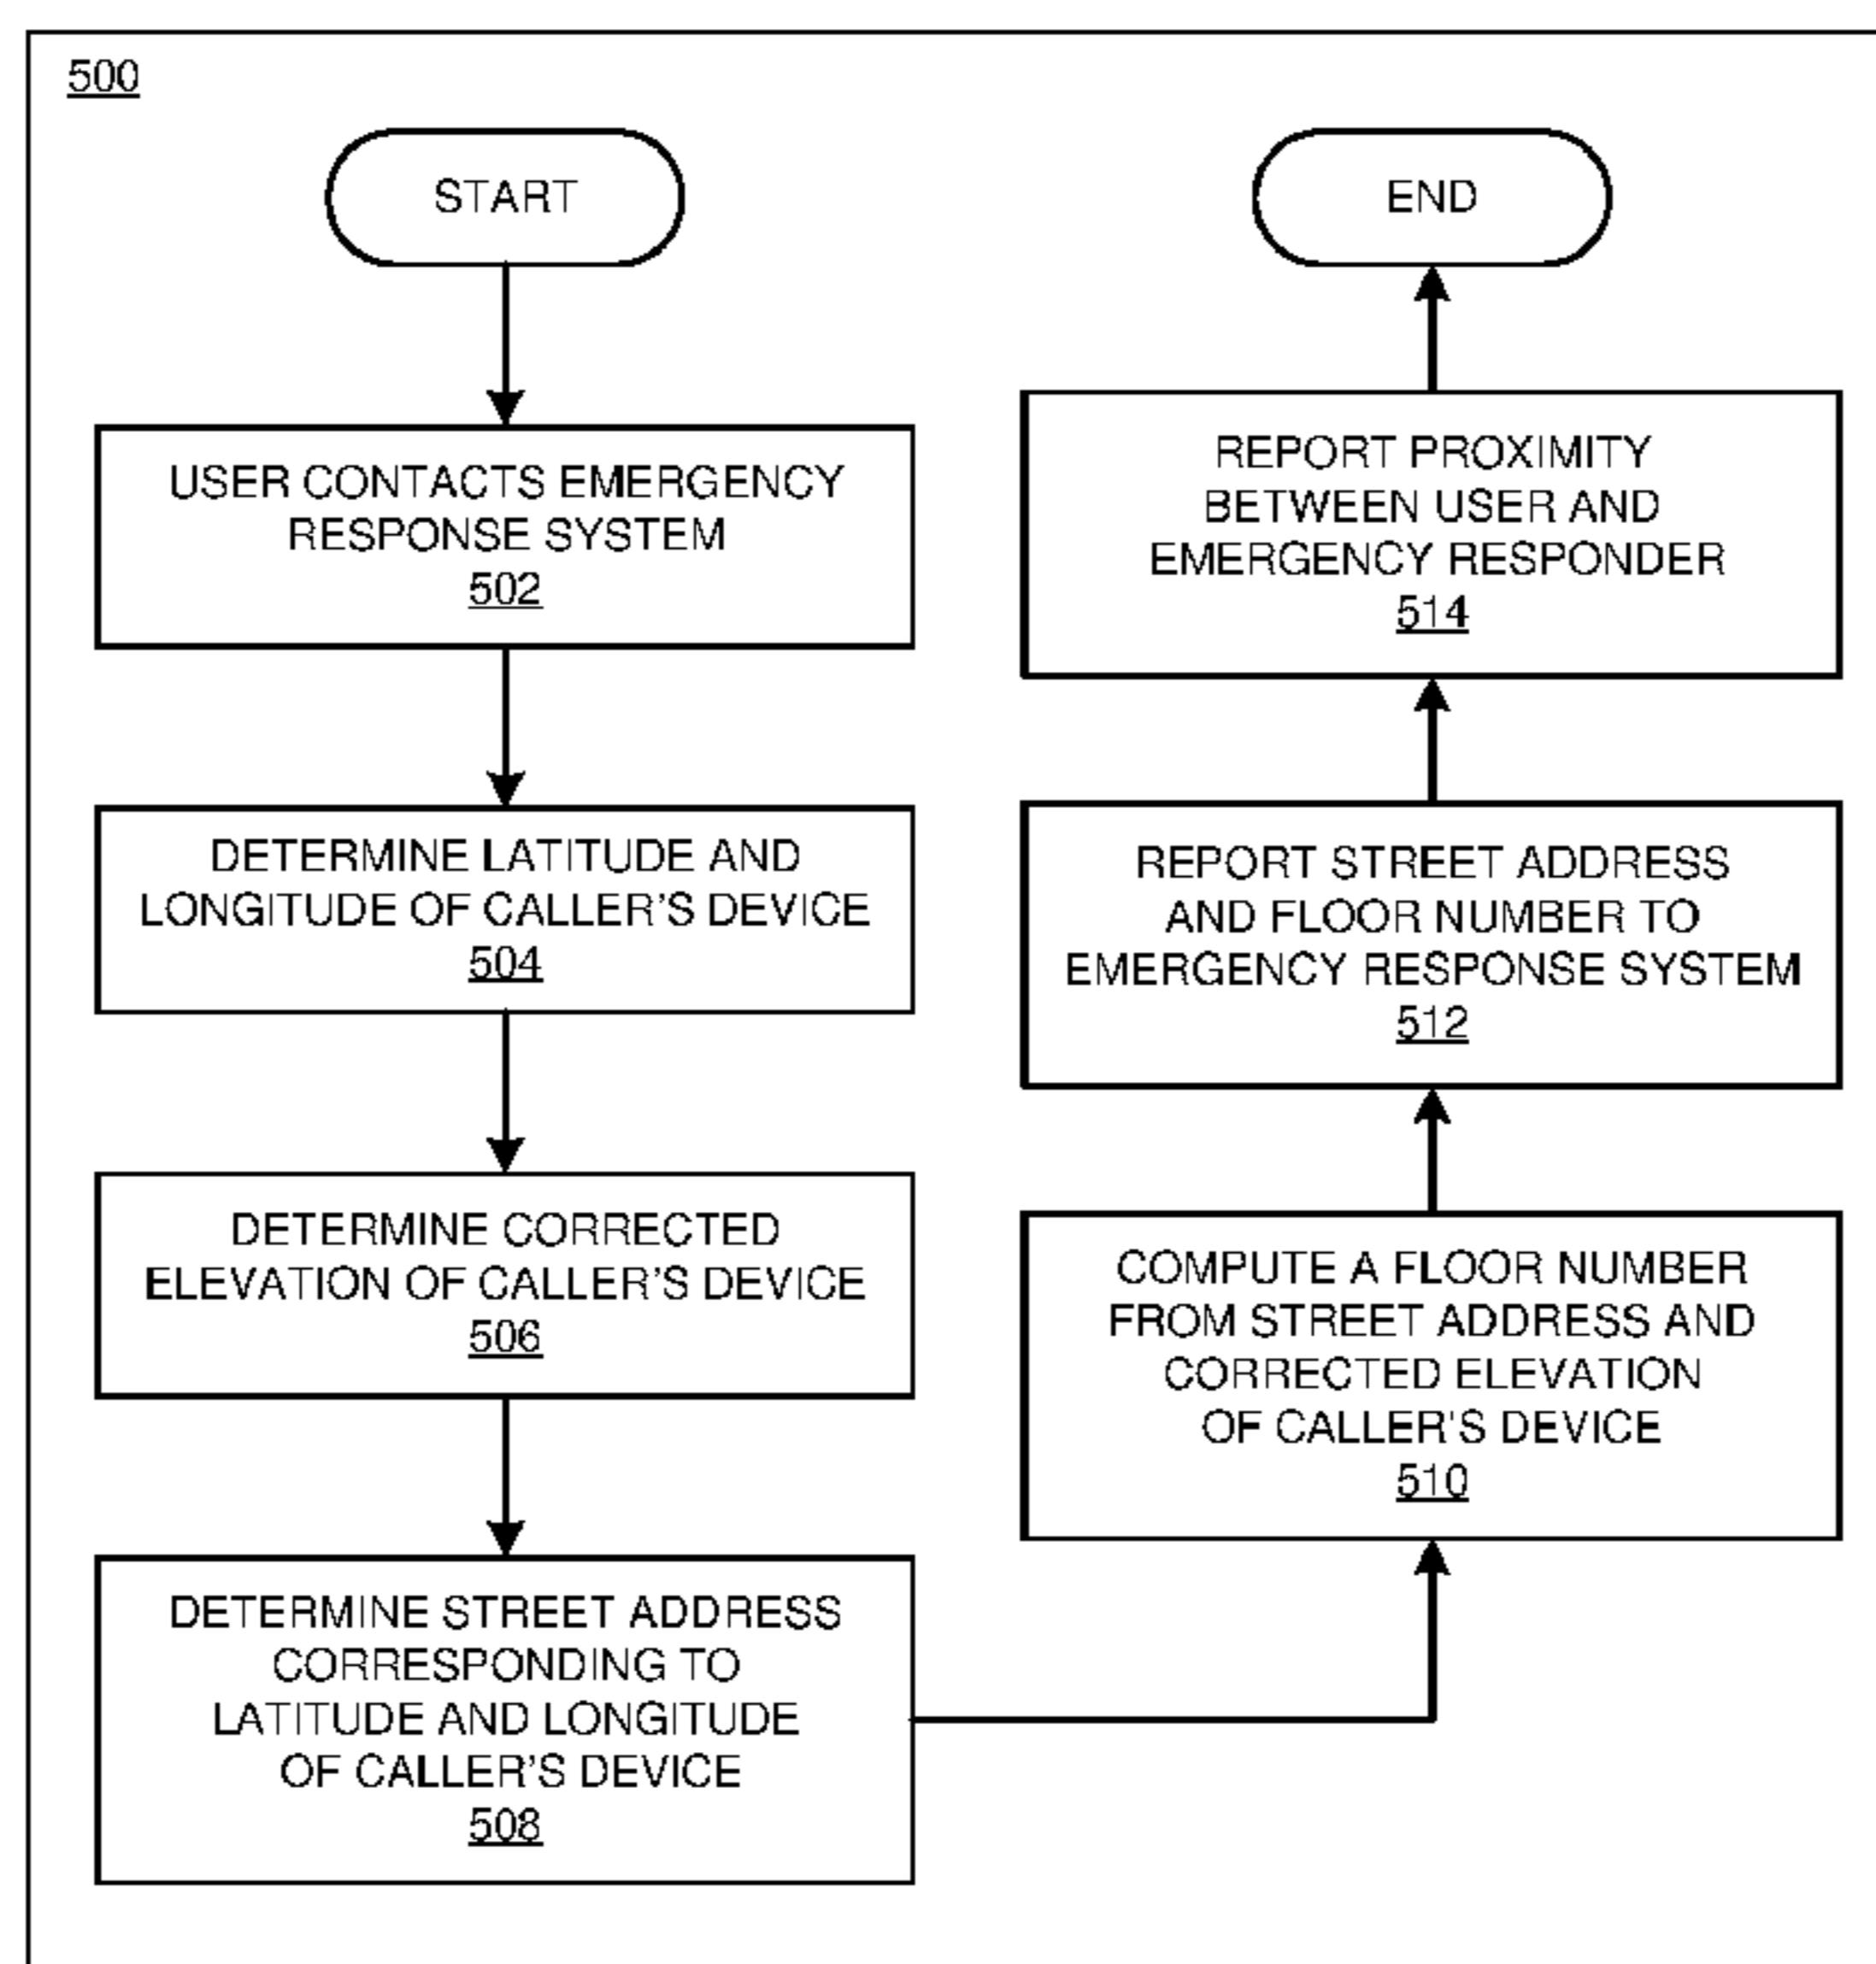 500
START
USER CONTACTS EMERGENCY
RESPONSE SYSTEM
502
DETERMINE LATITUDE AND
LONGITUDE OF CALLER'S DEVICE
504
DETERMINE CORRECTED
ELEVATION OF CALLER'S DEVICE
506
DETERMINE STREET ADDRESS
CORRESPONDING TO
LATITUDE AND LONGITUDE
OF CALLER'S DEVICE
508
COMPUTE A FLOOR NUMBER
FROM STREET ADDRESS AND
CORRECTED ELEVATION
OF CALLER'S DEVICE
510
REPORT STREET ADDRESS
AND FLOOR NUMBER TO
EMERGENCY RESPONSE SYSTEM
512
REPORT PROXIMITY
BETWEEN USER AND
EMERGENCY RESPONDER
514
END